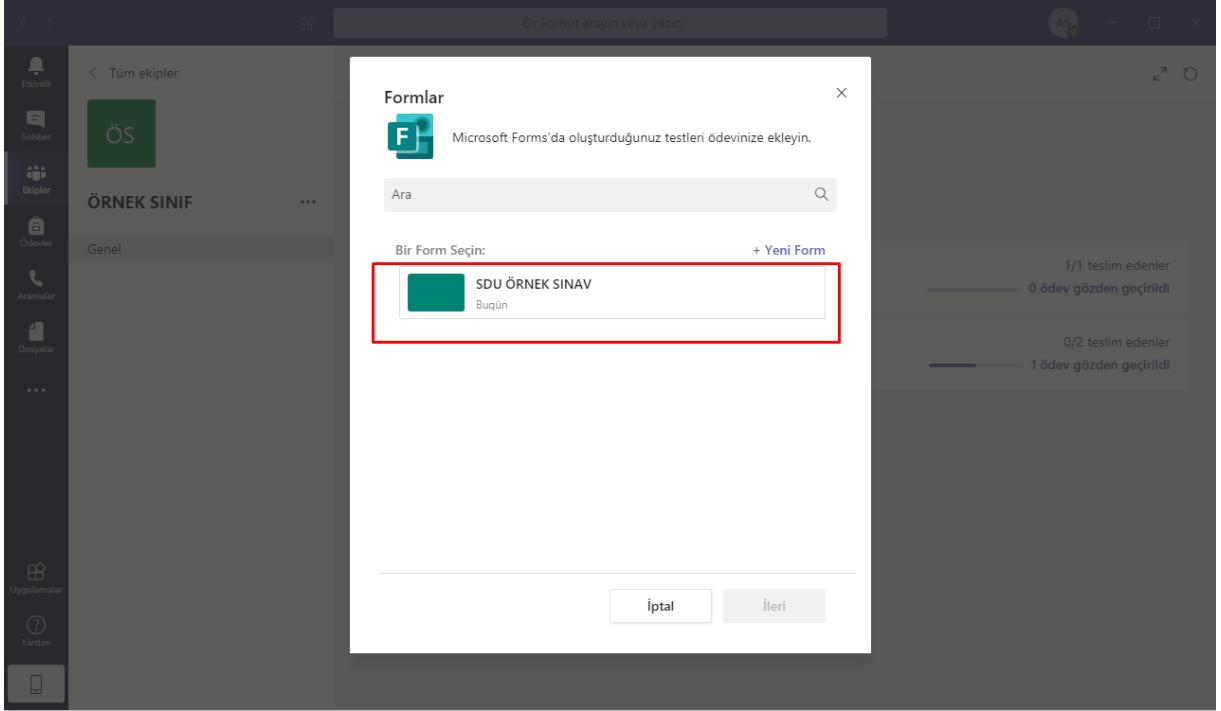 Bir komut arayın veya yazın
AS
Etkinlik
Sohbet
Ekipler
Ödevler
Aramalar
Dosyalar
Uygulamalar
Yardım
Tüm ekipler
ÖS
ÖRNEK SINIF
Genel
Formlar
F
Microsoft Forms'da oluşturduğunuz testleri ödevinize ekleyin.
Ara
Bir Form Seçin:
+ Yeni Form
SDU ÖRNEK SINAV
Bugün
İptal
İleri
1/1 teslim edenler
0 ödev gözden geçirildi
0/2 teslim edenler
1 ödev gözden geçirildi